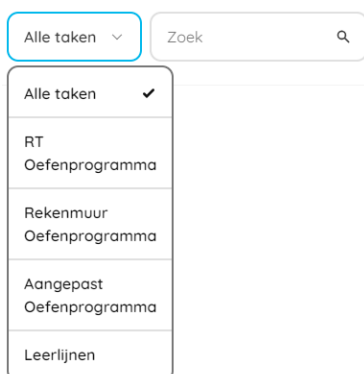 Alle taken
Zoek
Alle taken
RT
Oefenprogramma
Rekenmuur
Oefenprogramma
Aangepast
Oefenprogramma
Leerlijnen